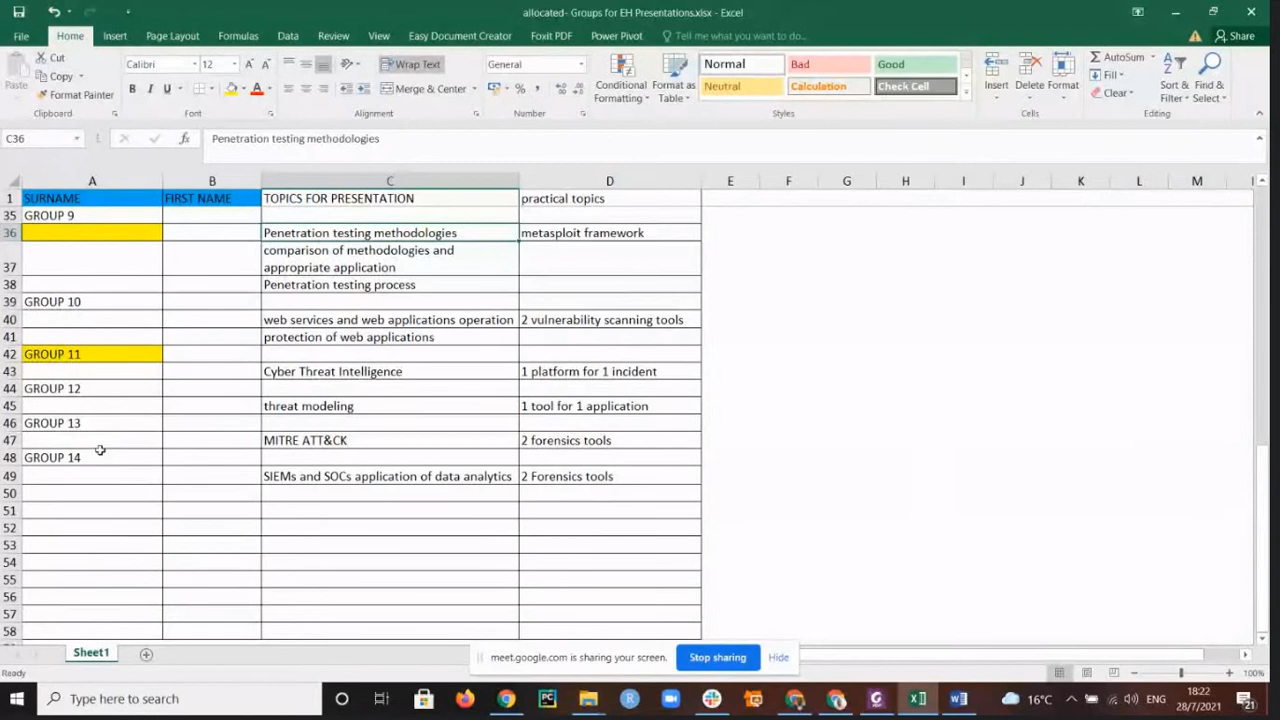 allocated- Groups for EH Presentations.xlsx - Excel
File Home Insert Page Layout Formulas Data Review View Easy Document Creator Foxit PDF Power Pivot Tell me what you want to do... Share
Paste
Cut
Copy
Format Painter
Clipboard
Calibri 12 A A
B I U A
Font
Wrap Text
Merge & Center
Alignment
General
%
Number
Conditional Formatting
Format as Table
Normal Bad Good
Neutral Calculation Check Cell
Styles
Insert Delete Format
Cells
AutoSum
Fill
Clear
Sort & Filter
Find & Select
Editing
C36 fx Penetration testing methodologies
A B C D E F G H I J K L M
1 SURNAME FIRST NAME TOPICS FOR PRESENTATION practical topics
35 GROUP 9
36 Penetration testing methodologies metasploit framework
37 comparison of methodologies and
appropriate application
38 Penetration testing process
39 GROUP 10
40 web services and web applications operation 2 vulnerability scanning tools
41 protection of web applications
42 GROUP 11
43 Cyber Threat Intelligence 1 platform for 1 incident
44 GROUP 12
45 threat modeling 1 tool for 1 application
46 GROUP 13
47 MITRE ATT&CK 2 forensics tools
48 GROUP 14
49 SIEMs and SOCs application of data analytics 2 Forensics tools
50
51
52
53
54
55
56
57
58
Sheet1
meet.google.com is sharing your screen. Stop sharing Hide
Ready 100%
Type here to search 16°C ENG 18:22
28/7/2021 21